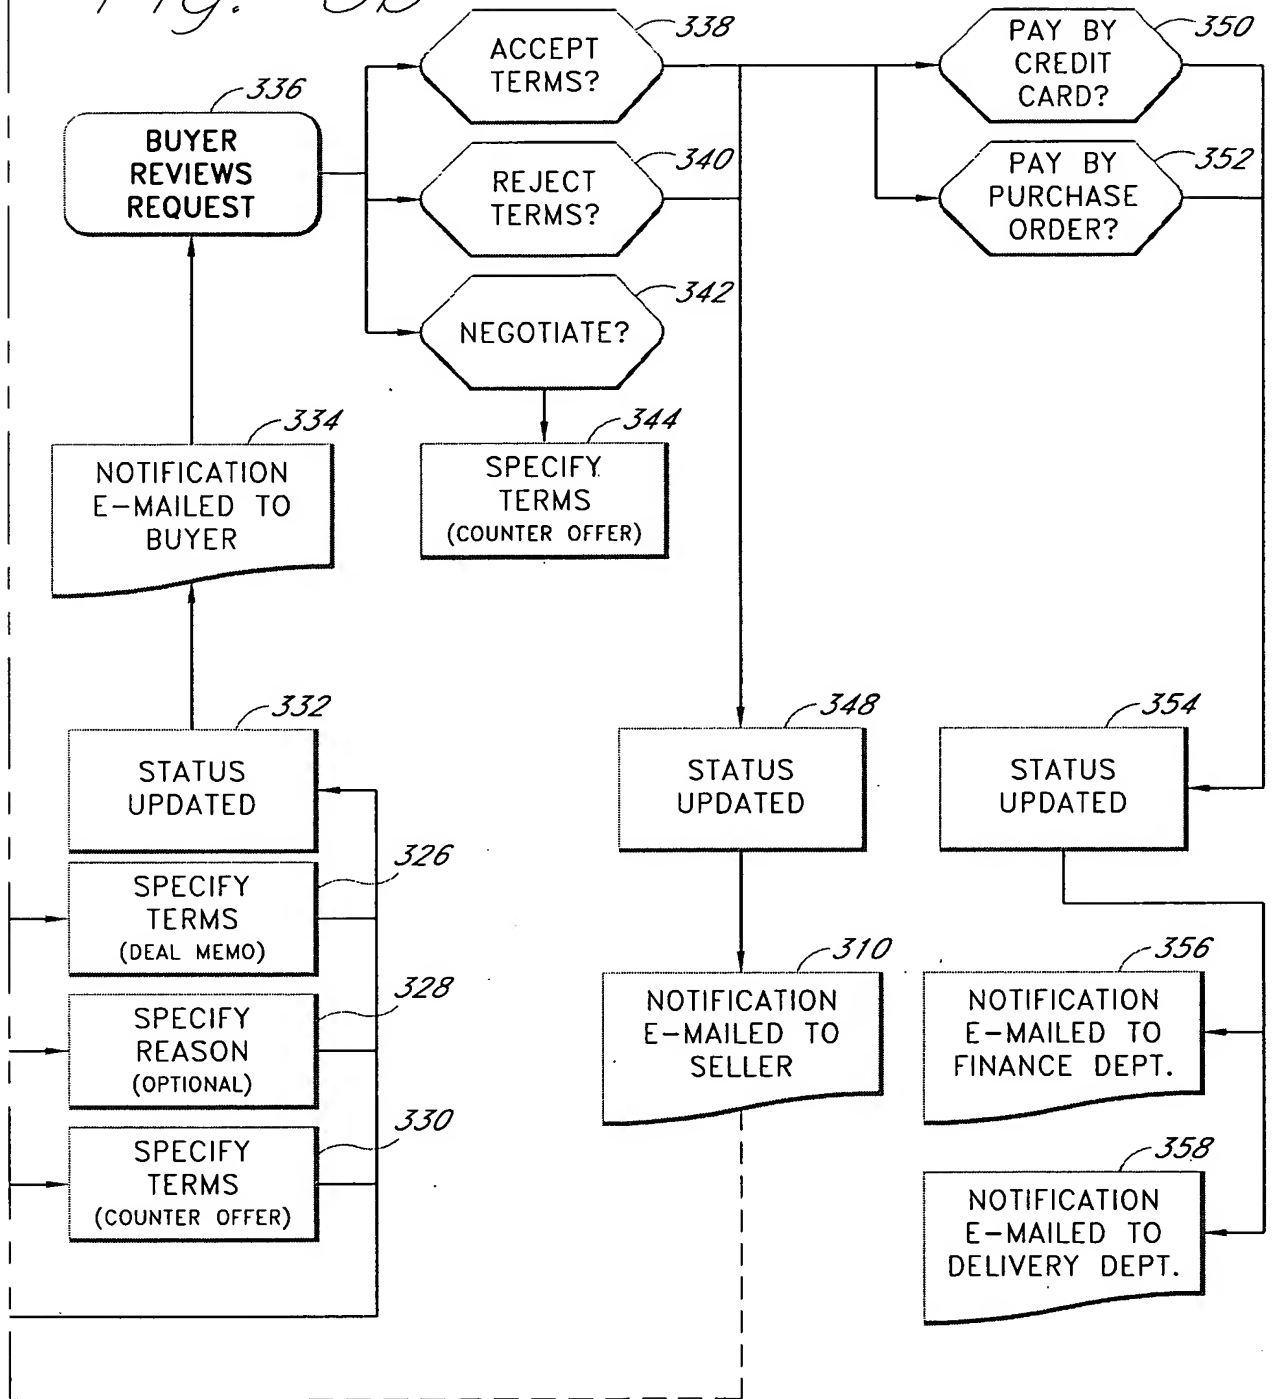 Fig.
338
ACCEPT
TERMS?
350
PAY BY
CREDIT
CARD?
336
BUYER
REVIEWS
REQUEST
340
REJECT
TERMS?
352
PAY BY
PURCHASE
ORDER?
342
NEGOTIATE?
334
NOTIFICATION
E-MAILED TO
BUYER
344
SPECIFY
TERMS
(COUNTER OFFER)
332
STATUS
UPDATED
348
STATUS
UPDATED
354
STATUS
UPDATED
326
SPECIFY
TERMS
(DEAL MEMO)
310
NOTIFICATION
E-MAILED TO
SELLER
356
NOTIFICATION
E-MAILED TO
FINANCE DEPT.
328
SPECIFY
REASON
(OPTIONAL)
330
SPECIFY
TERMS
(COUNTER OFFER)
358
NOTIFICATION
E-MAILED TO
DELIVERY DEPT.